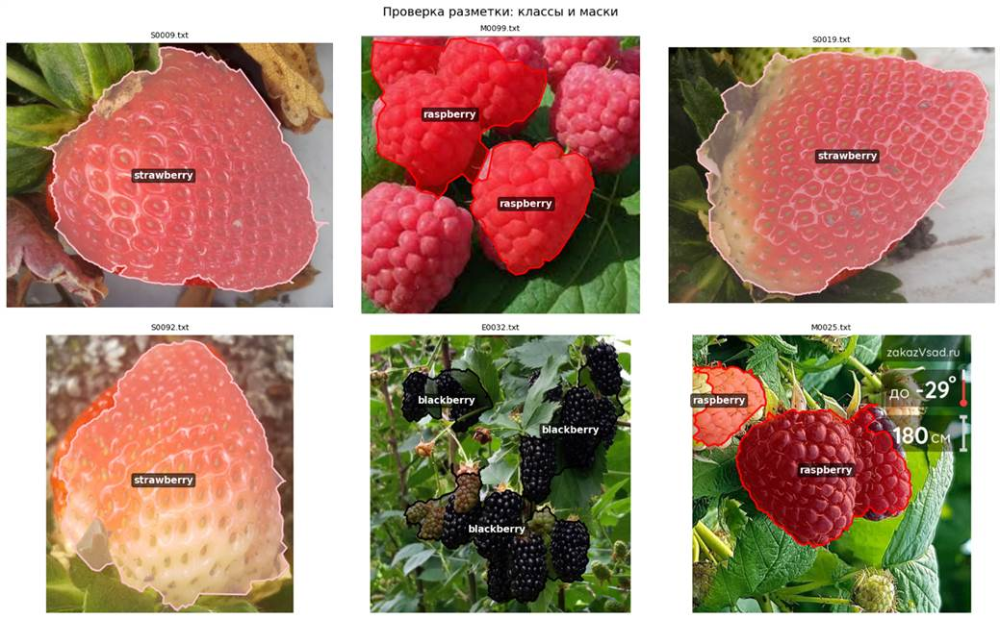 Проверка разметки: классы и маски
S0009.txt
strawberry
M0099.txt
raspberry
raspberry
S0019.txt
strawberry
S0092.txt
strawberry
E0032.txt
blackberry
blackberry
blackberry
M0025.txt
zakazVsad.ru
до -29°
180 см
raspberry
raspberry